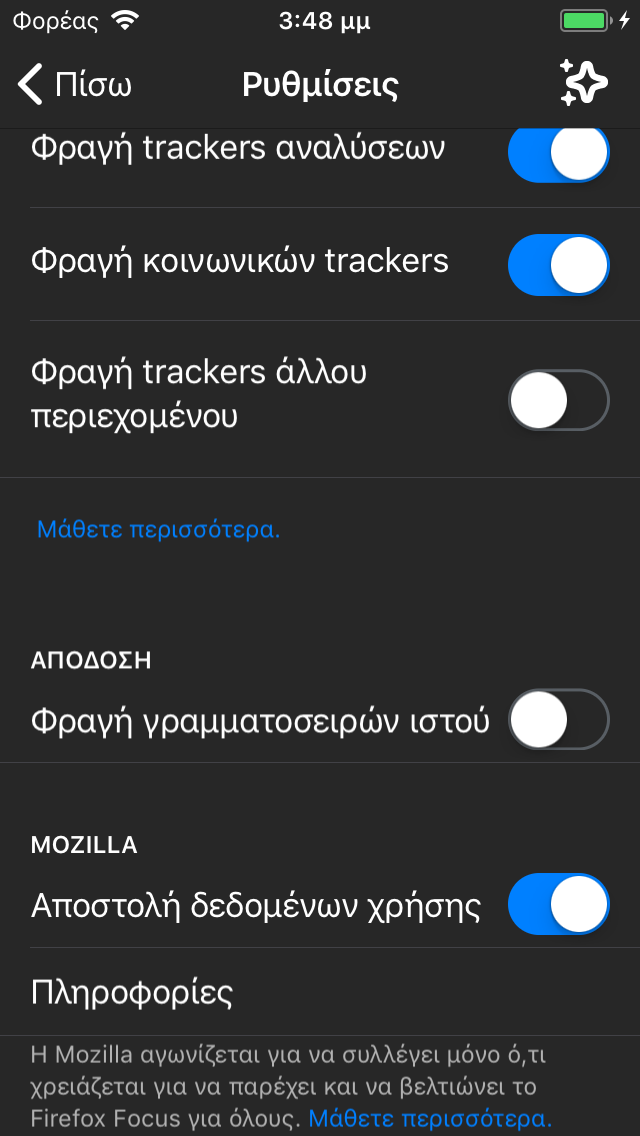 Φορέας
3:48 μμ
Πίσω
Ρυθμίσεις
Φραγή trackers αναλύσεων
Φραγή κοινωνικών trackers
Φραγή trackers άλλου
περιεχομένου
Μάθετε περισσότερα.
ΑΠΟΔΟΣΗ
Φραγή γραμματοσειρών ιστού
MOZILLA
Αποστολή δεδομένων χρήσης
Πληροφορίες
Η Mozilla αγωνίζεται για να συλλέγει μόνο ό,τι
χρειάζεται για να παρέχει και να βελτιώνει το
Firefox Focus για όλους. Μάθετε περισσότερα.